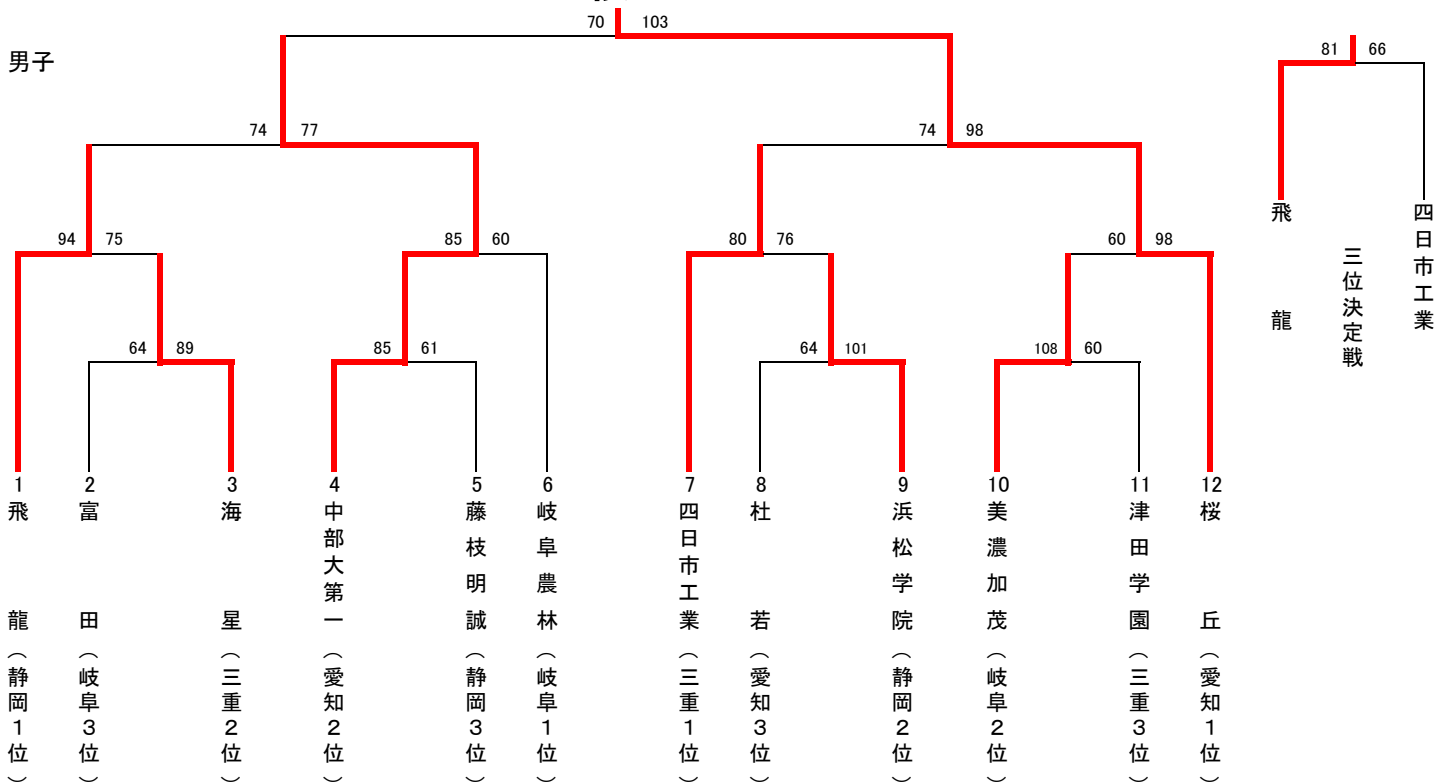 70 103
男子
81 66
74 77
74 98
飛龍
三位決定戦
四日市工業
94 75
85 60
80 76
60 98
64 89
85 61
64 101
108 60
1 飛龍（静岡１位）
2 富田（岐阜３位）
3 海星（三重２位）
4 中部大第一（愛知２位）
5 藤枝明誠（静岡３位）
6 岐阜農林（岐阜１位）
7 四日市工業（三重１位）
8 杜若（愛知３位）
9 浜松学院（静岡２位）
10 美濃加茂（岐阜２位）
11 津田学園（三重３位）
12 桜丘（愛知１位）